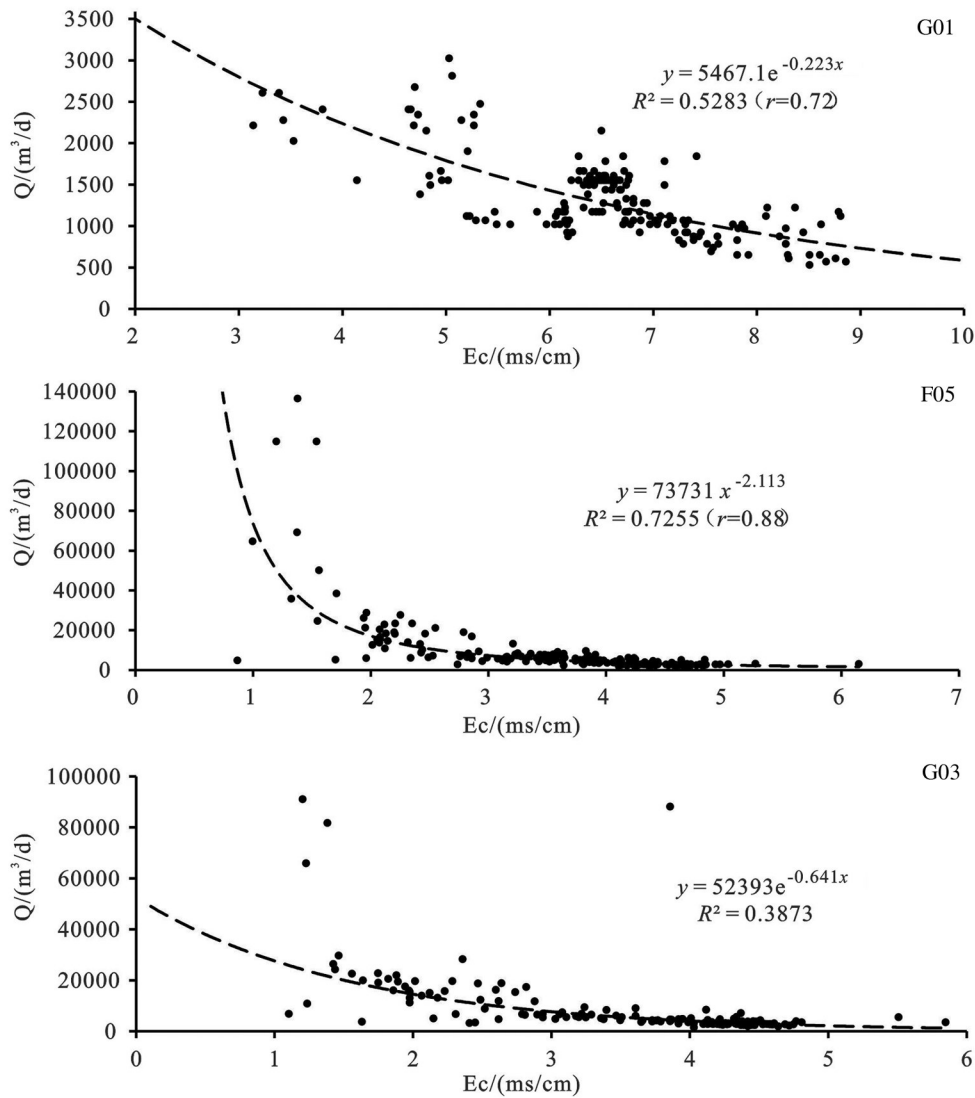 G01
3500
3000
2500
2000
1500
1000
500
0
Q/(m³/d)
y = 5467.1e^-0.223x
R² = 0.5283 (r=0.72)
2 3 4 5 6 7 8 9 10
Ec/(ms/cm)
F05
140000
120000
100000
80000
60000
40000
20000
0
Q/(m³/d)
y = 73731 x^-2.113
R² = 0.7255 (r=0.88)
0 1 2 3 4 5 6 7
Ec/(ms/cm)
G03
100000
80000
60000
40000
20000
0
Q/(m³/d)
y = 52393e^-0.641x
R² = 0.3873
0 1 2 3 4 5 6
Ec/(ms/cm)